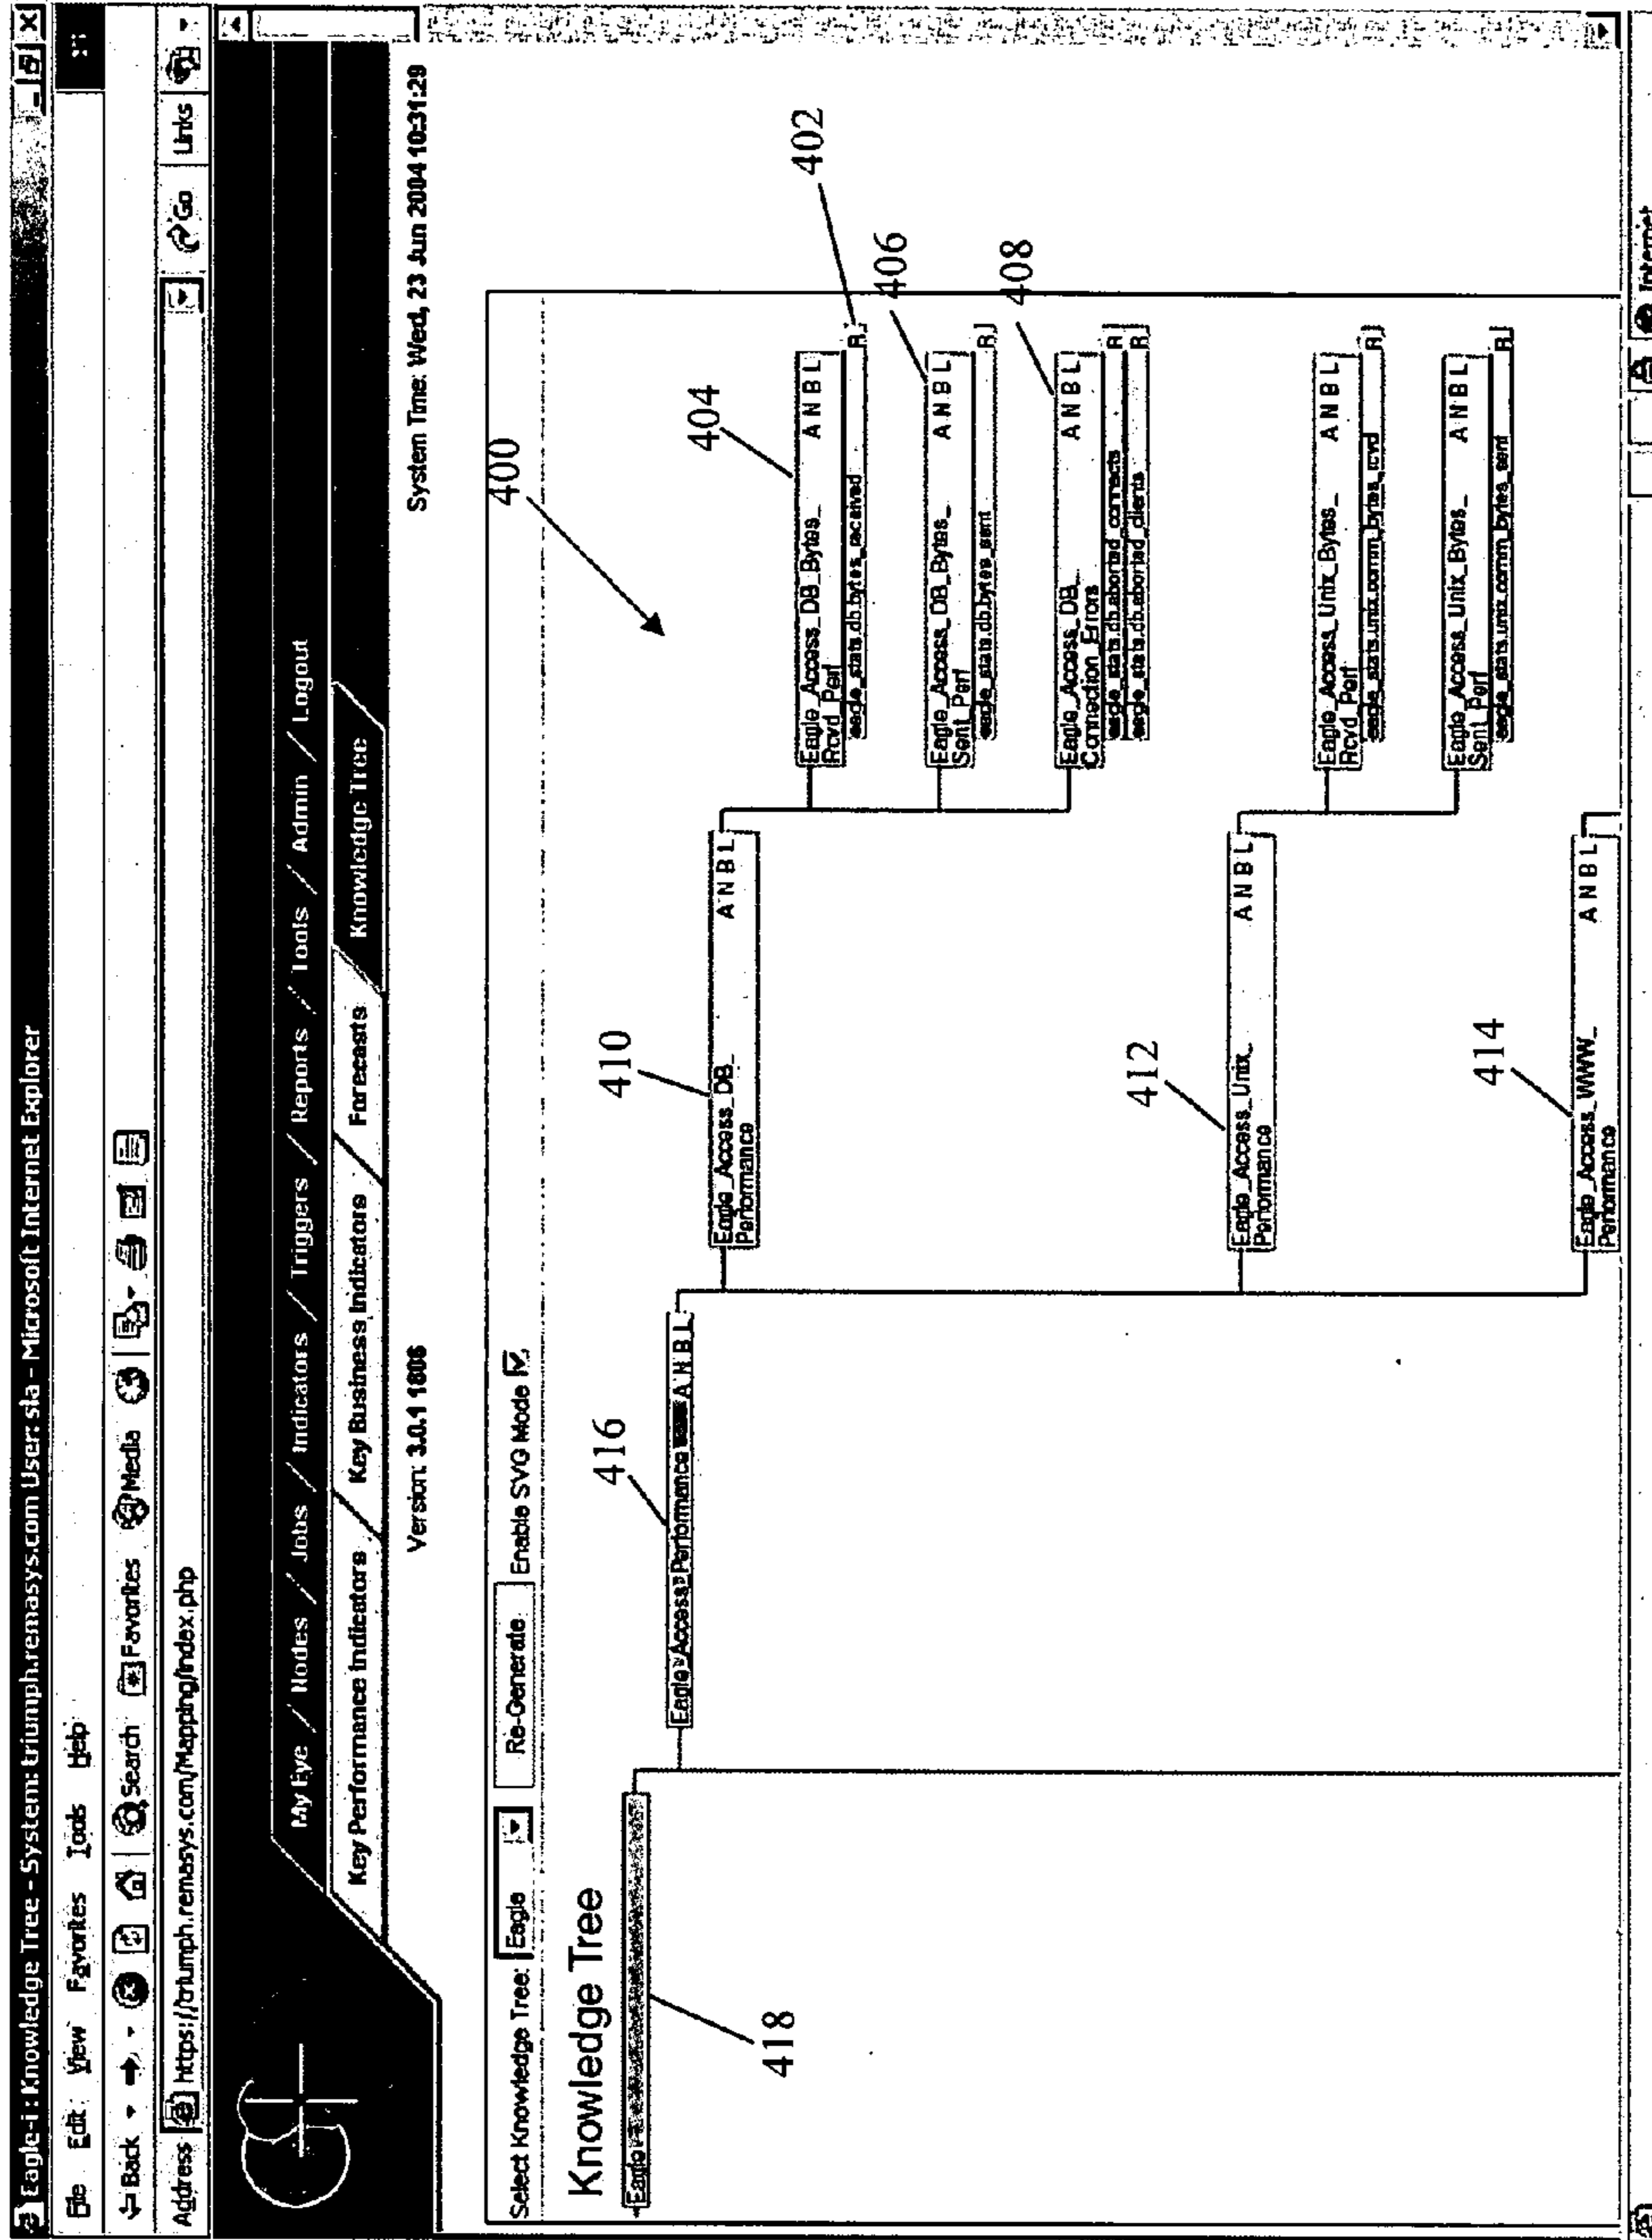 Eagle-i : Knowledge Tree - System: triumph.remasys.com User: sla - Microsoft Internet Explorer
File Edit View Favorites Tools Help
Back Search Favorites Media
Address https://triumph.remasys.com/Mapping/index.php Go Links
My Eye / Nodes / Jobs / Indicators / Triggers / Reports / Tools / Admin / Logout
Key Performance Indicators Key Business Indicators Forecasts Knowledge Tree
Version: 3.0.1 1806 System Time: Wed, 23 Jun 2004 10:31:29
Select Knowledge Tree: Eagle Re-Generate Enable SVG Mode
400
Knowledge Tree
418
Eagle
416
Eagle_Access_Performance A N B L
410
Eagle_Access_DB_ A N B L
Performance
404
Eagle_Access_DB_Bytes_ A N B L
Rcvd_Perf
eagle_stats.db.bytes_received R
402
406
Eagle_Access_DB_Bytes_ A N B L
Sent_Perf
eagle_stats.db.bytes_sent R
408
Eagle_Access_DB_ A N B L
Connection_Errors
eagle_stats.db.aborted_connects R
eagle_stats.db.aborted_clients R
412
Eagle_Access_Unix_ A N B L
Performance
Eagle_Access_Unix_Bytes_ A N B L
Rcvd_Perf
eagle_stats.unix.comm_bytes_rcvd R
Eagle_Access_Unix_Bytes_ A N B L
Sent_Perf
eagle_stats.unix.comm_bytes_sent R
414
Eagle_Access_WWW_ A N B L
Performance
Internet